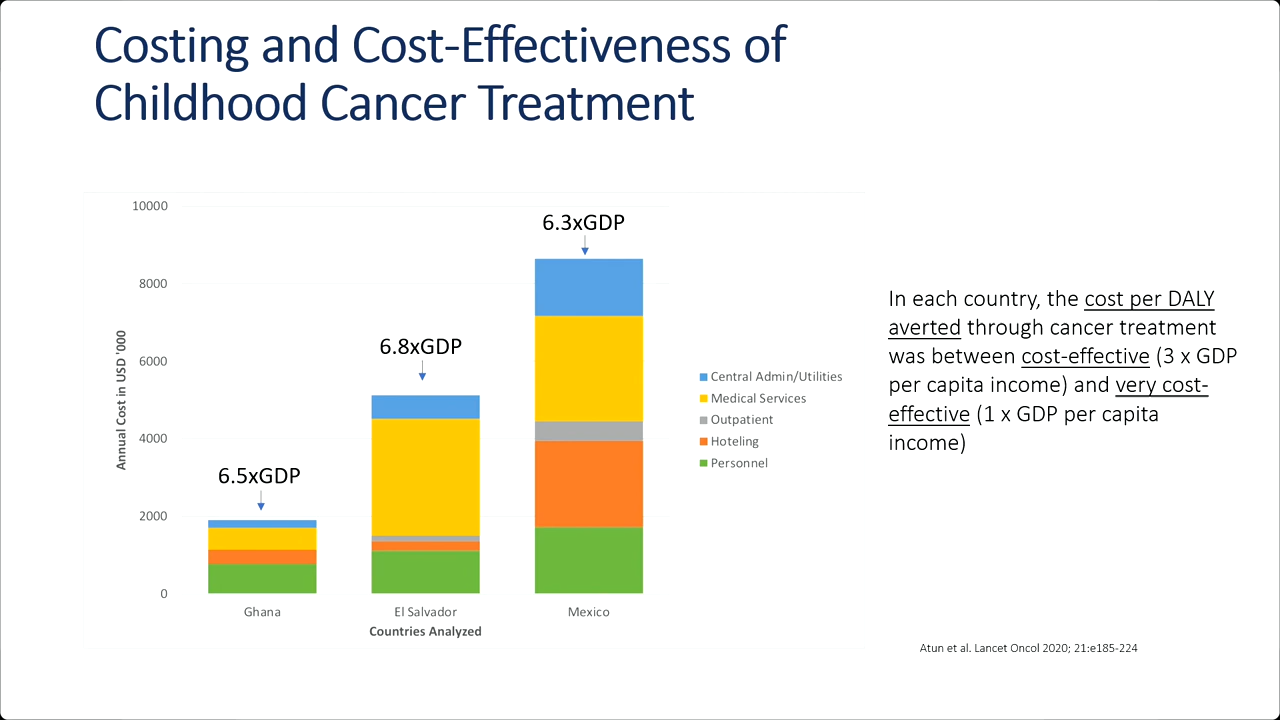 Costing and Cost-Effectiveness of
Childhood Cancer Treatment
10000
8000
6000
4000
2000
0
Annual Cost in USD '000
6.5xGDP
6.8xGDP
6.3xGDP
Ghana
El Salvador
Mexico
Countries Analyzed
Central Admin/Utilities
Medical Services
Outpatient
Hoteling
Personnel
In each country, the cost per DALY
averted through cancer treatment
was between cost-effective (3 x GDP
per capita income) and very cost-
effective (1 x GDP per capita
income)
Atun et al. Lancet Oncol 2020; 21:e185-224